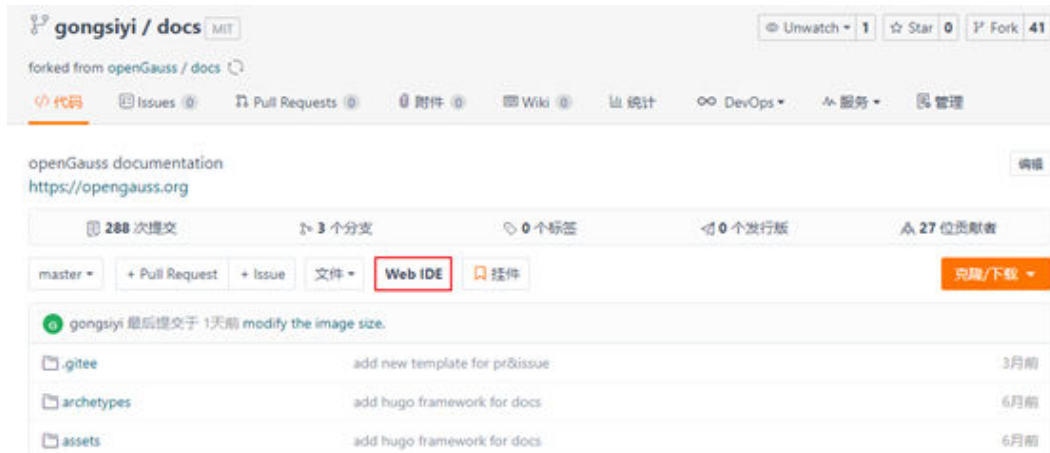 gongsiyi / docs MIT Unwatch 1 Star 0 Fork 41
forked from openGauss / docs
代码 Issues 0 Pull Requests 0 附件 0 Wiki 0 统计 DevOps 服务 管理
openGauss documentation 编辑
https://opengauss.org
288 次提交 3 个分支 0 个标签 0 个发行版 27 位贡献者
master + Pull Request + Issue 文件 Web IDE 挂件 克隆/下载
G gongsiyi 最后提交于 1天前 modify the image size.
.gitee add new template for pr&issue 3月前
archetypes add hugo framework for docs 6月前
assets add hugo framework for docs 6月前